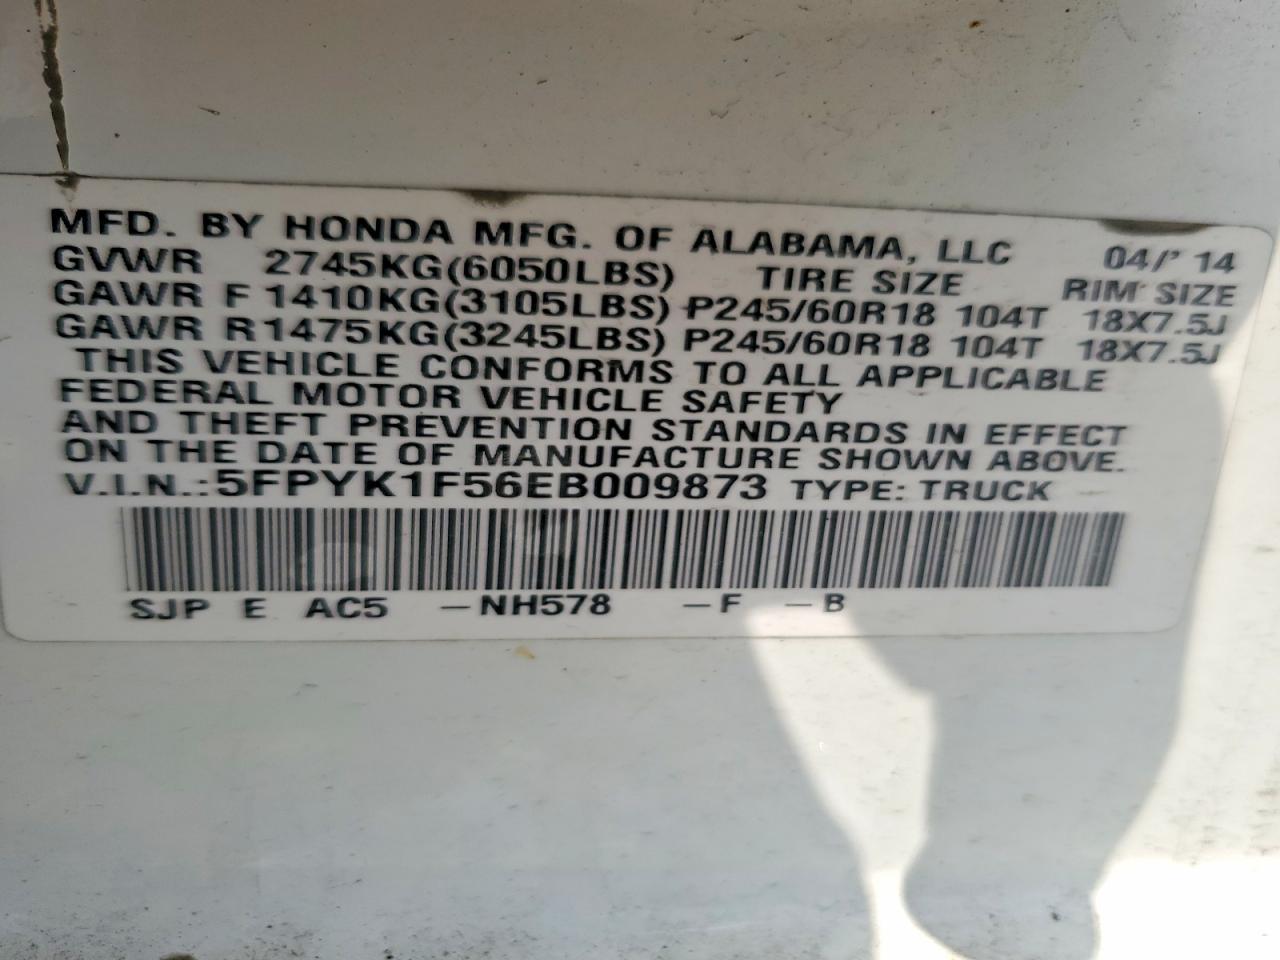 MFD. BY HONDA MFG. OF ALABAMA, LLC 04/' 14
GVWR 2745KG(6050LBS) TIRE SIZE RIM SIZE
GAWR F 1410KG(3105LBS) P245/60R18 104T 18X7.5J
GAWR R1475KG(3245LBS) P245/60R18 104T 18X7.5J
THIS VEHICLE CONFORMS TO ALL APPLICABLE
FEDERAL MOTOR VEHICLE SAFETY
AND THEFT PREVENTION STANDARDS IN EFFECT
ON THE DATE OF MANUFACTURE SHOWN ABOVE.
V.I.N.:5FPYK1F56EB009873 TYPE: TRUCK
SJP E AC5 -NH578 -F -B